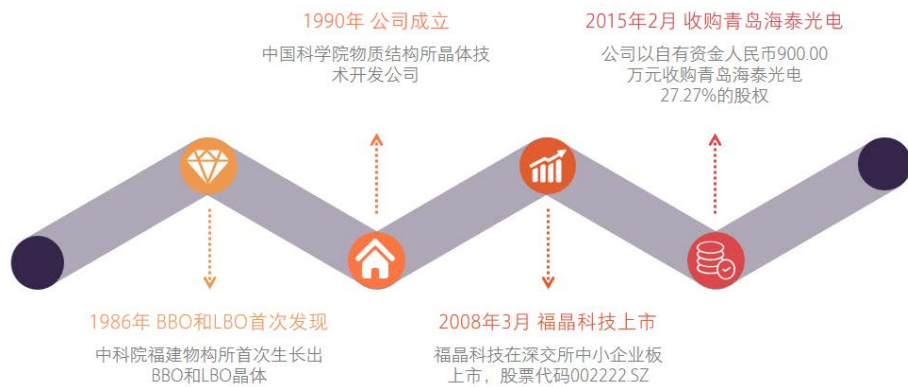 1990年 公司成立
中国科学院物质结构所晶体技
术开发公司
2015年2月 收购青岛海泰光电
公司以自有资金人民币900.00
万元收购青岛海泰光电
27.27%的股权
1986年 BBO和LBO首次发现
中科院福建物构所首次生长出
BBO和LBO晶体
2008年3月 福晶科技上市
福晶科技在深交所中小企业板
上市，股票代码002222.SZ